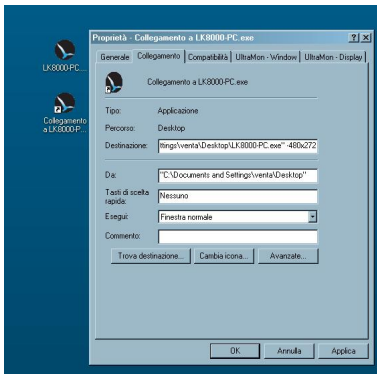 LK8000-PC....
Collegamento
a LK8000-P...
Proprietà - Collegamento a LK8000-PC.exe
Generale Collegamento Compatibilità UltraMon - Window UltraMon - Display
Collegamento a LK8000-PC.exe
Tipo: Applicazione
Percorso: Desktop
Destinazione: ttings\venta\Desktop\LK8000-PC.exe" -480x272
Da: "C:\Documents and Settings\venta\Desktop"
Tasti di scelta
rapida: Nessuno
Esegui: Finestra normale
Commento:
Trova destinazione... Cambia icona... Avanzate...
OK Annulla Applica